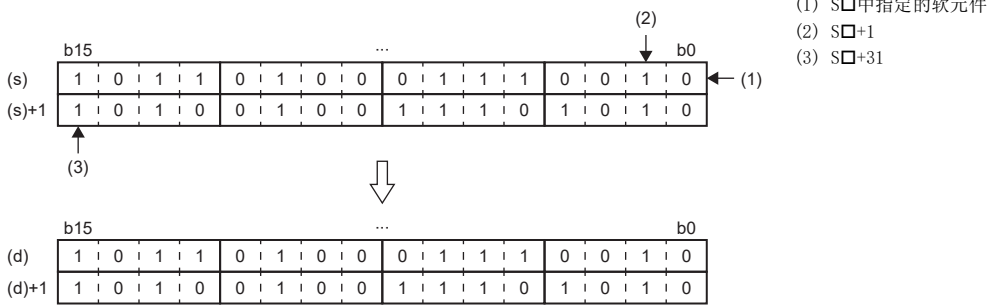 (1) S□中指定的软元件
(2)
(2) S□+1
b15 ... b0
(3) S□+31
(s) 1 0 1 1 0 1 0 0 0 1 1 1 0 0 1 0 (1)
(s)+1 1 0 1 0 0 1 0 0 1 1 1 0 1 0 1 0
(3)
b15 ... b0
(d) 1 0 1 1 0 1 0 0 0 1 1 1 0 0 1 0
(d)+1 1 0 1 0 0 1 0 0 1 1 1 0 1 0 1 0